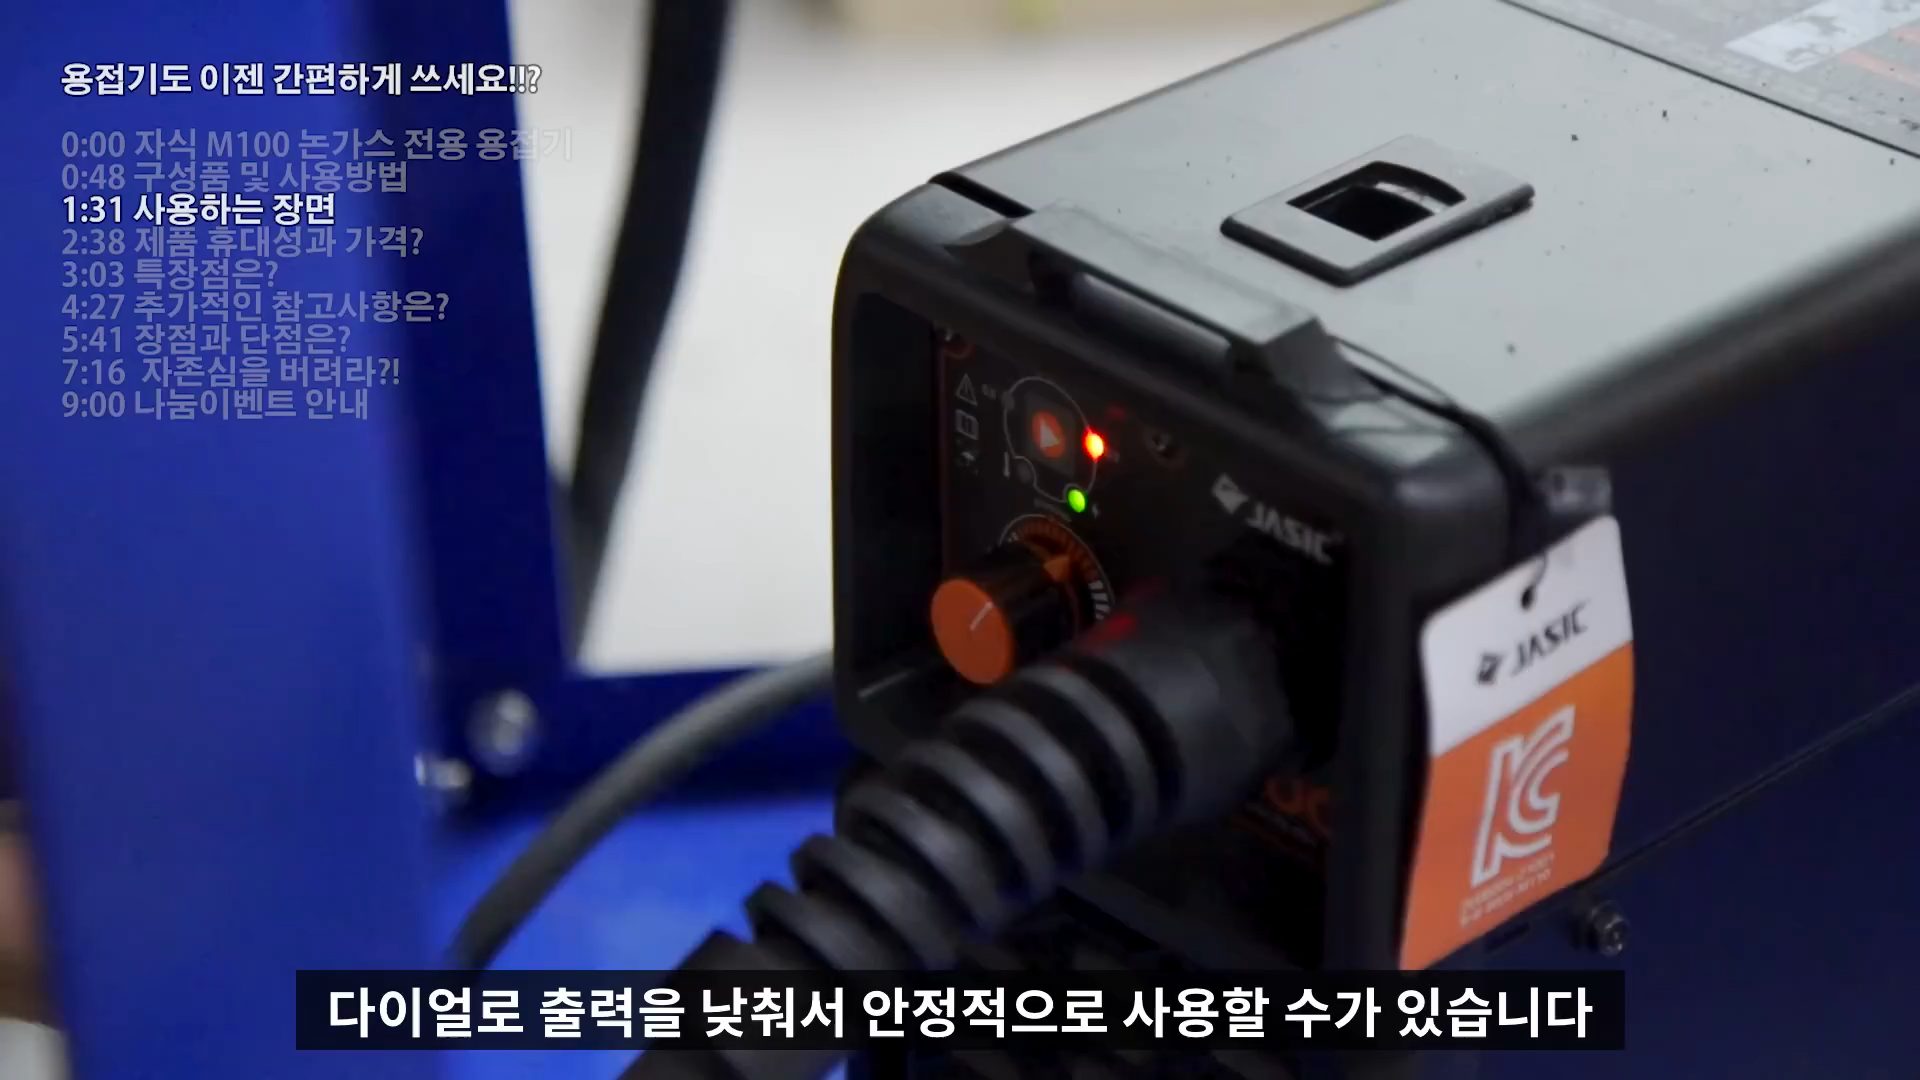 용접기도 이젠 간편하게 쓰세요!!?
0:00 자식 M100 논가스 전용 용접기
0:48 구성품 및 사용방법
1:31 사용하는 장면
2:38 제품 휴대성과 가격?
3:03 특장점은?
4:27 추가적인 참고사항은?
5:41 장점과 단점은?
7:16 자존심을 버려라?!
9:00 나눔이벤트 안내
JASIC
JASIC
다이얼로 출력을 낮춰서 안정적으로 사용할 수가 있습니다